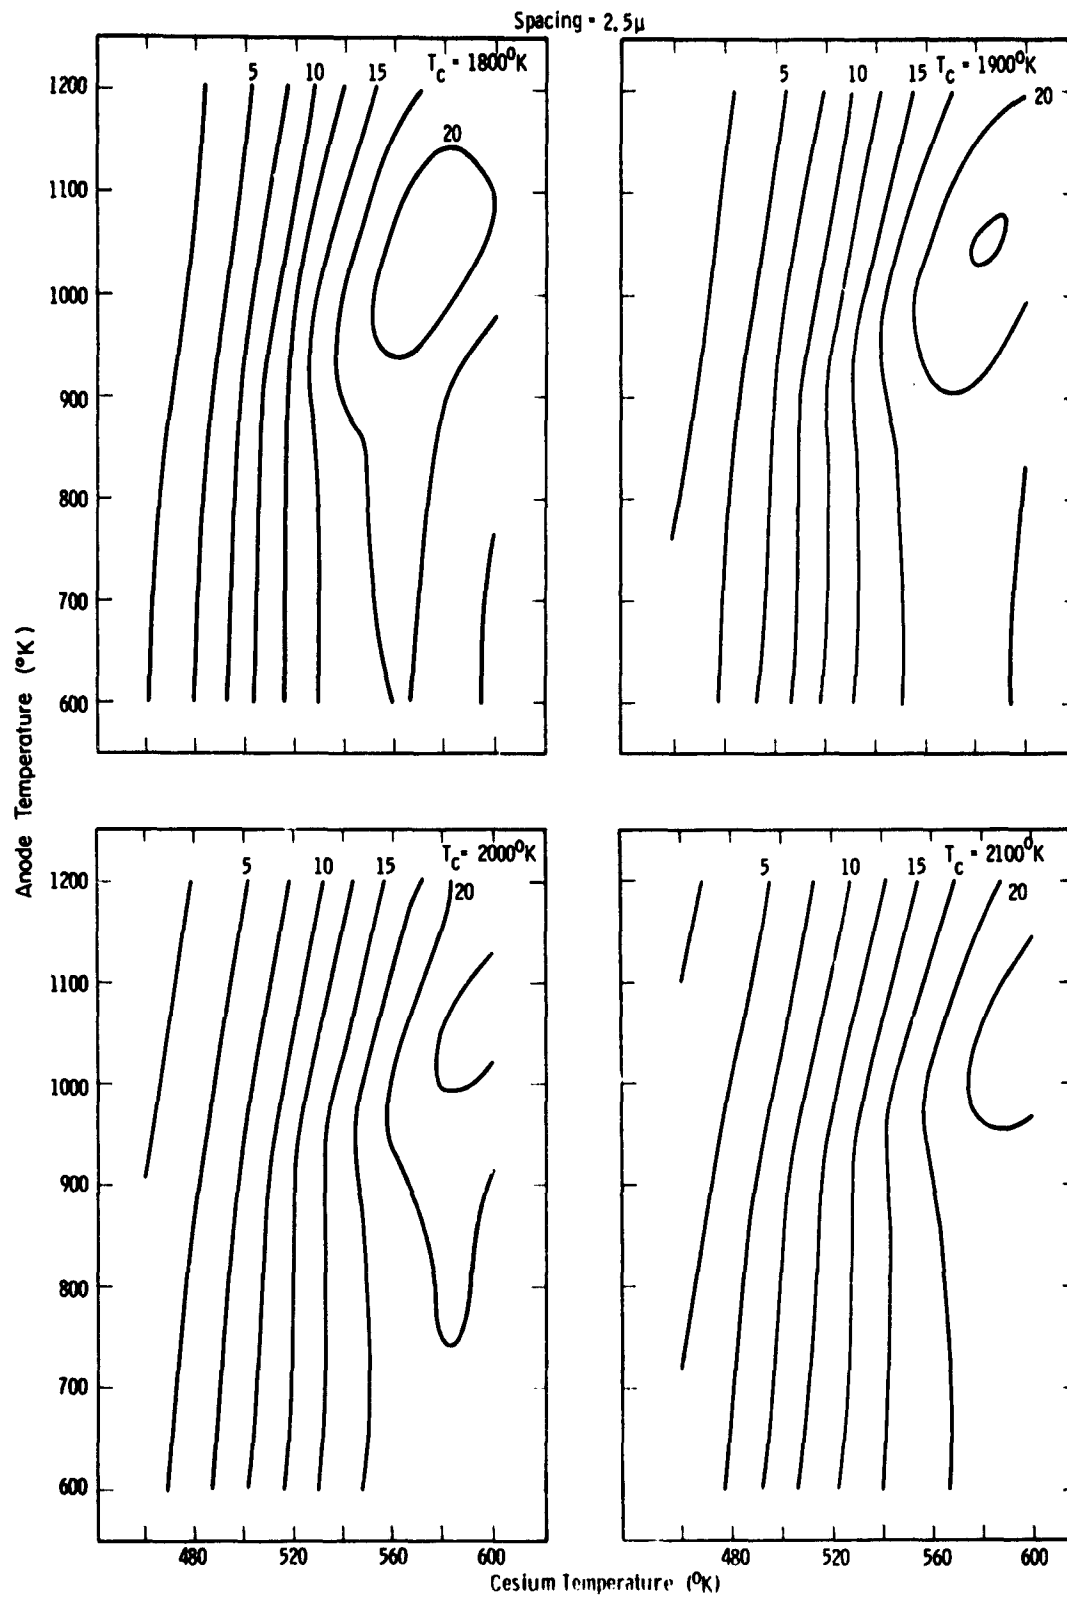 Spacing = 2.5μ
5 10 15 T_c = 1800°K
20
1200
1100
1000
900
800
700
600
5 10 15 T_c = 1900°K
20
Anode Temperature (°K)
5 10 15 T_c = 2000°K
20
1200
1100
1000
900
800
700
600
480 520 560 600
5 10 15 T_c = 2100°K
20
480 520 560 600
Cesium Temperature (°K)